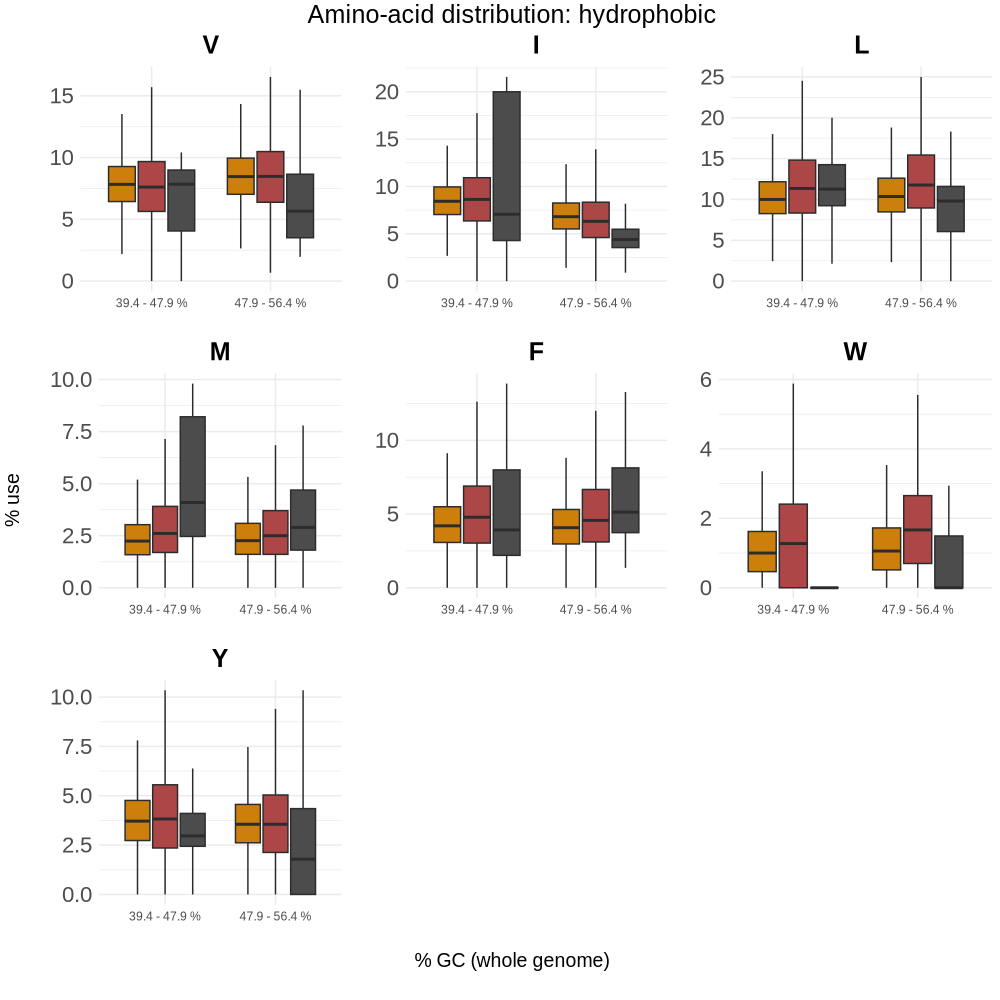 Amino-acid distribution: hydrophobic
V I L
15
10
5
0
39.4 - 47.9 % 47.9 - 56.4 %
20
15
10
5
0
39.4 - 47.9 % 47.9 - 56.4 %
25
20
15
10
5
0
39.4 - 47.9 % 47.9 - 56.4 %
M F W
10.0
7.5
5.0
2.5
0.0
39.4 - 47.9 % 47.9 - 56.4 %
10
5
0
39.4 - 47.9 % 47.9 - 56.4 %
6
4
2
0
39.4 - 47.9 % 47.9 - 56.4 %
% use
Y
10.0
7.5
5.0
2.5
0.0
39.4 - 47.9 % 47.9 - 56.4 %
% GC (whole genome)